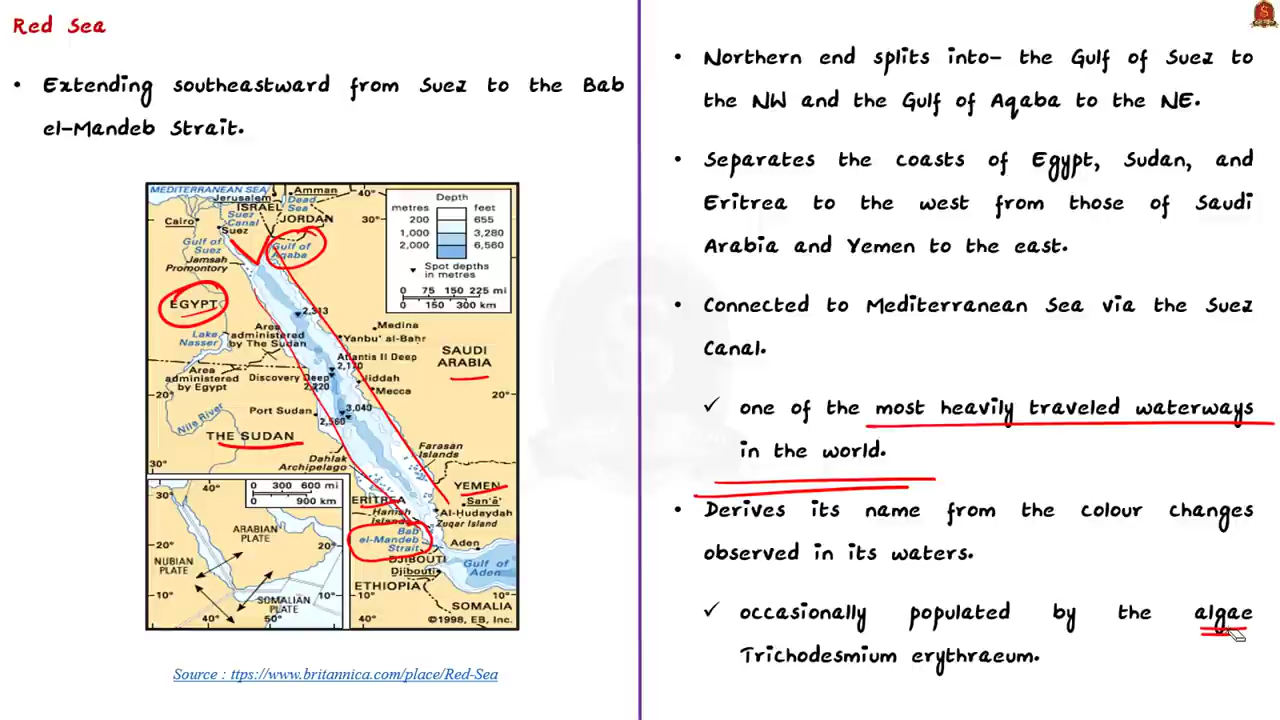 Red Sea
• Extending southeastward from Suez to the Bab
el-Mandeb Strait.
MEDITERRANEAN SEA
Jerusalem
Amman
40°
ISRAEL
Dead
Sea
Suez
Canal
JORDAN
30°
Cairo
Suez
Gulf of
Suez
Gulf of
Aqaba
Jamsah
Promontory
Depth
metres feet
200 655
1,000 3,280
2,000 6,560
▼ Spot depths
in metres
0 75 150 225 mi
0 150 300 km
EGYPT
2,313
Medina
Lake
Nasser
Area
administered
by The Sudan
Yanbu' al-Baḥr
Atlantis II Deep
2,170
SAUDI
ARABIA
Area
administered
by Egypt
Discovery Deep
2,220
Jiddah
Mecca
20°
20°
Port Sudan
3,040
2,560
Nile River
THE SUDAN
Farasan
Islands
Dahlak
Archipelago
30°
YEMEN
ERITREA
San'ā'
Hanish
Islands
Al-Ḥudaydah
Zuqar Island
Bab
el-Mandeb
Strait
Aden
DJIBOUTI
Djibouti
Gulf of
Aden
ETHIOPIA
10°
10°
SOMALIA
40°
©1998, EB, Inc.
30°
40°
0 300 600 mi
0 900 km
ARABIAN
PLATE
20°
20°
NUBIAN
PLATE
SOMALIAN
PLATE
10°
10°
40°
50°
Source : ttps://www.britannica.com/place/Red-Sea
• Northern end splits into- the Gulf of Suez to
the NW and the Gulf of Aqaba to the NE.
• Separates the coasts of Egypt, Sudan, and
Eritrea to the west from those of Saudi
Arabia and Yemen to the east.
• Connected to Mediterranean Sea via the Suez
Canal.
✓ one of the most heavily traveled waterways
in the world.
• Derives its name from the colour changes
observed in its waters.
✓ occasionally populated by the algae
Trichodesmium erythraeum.